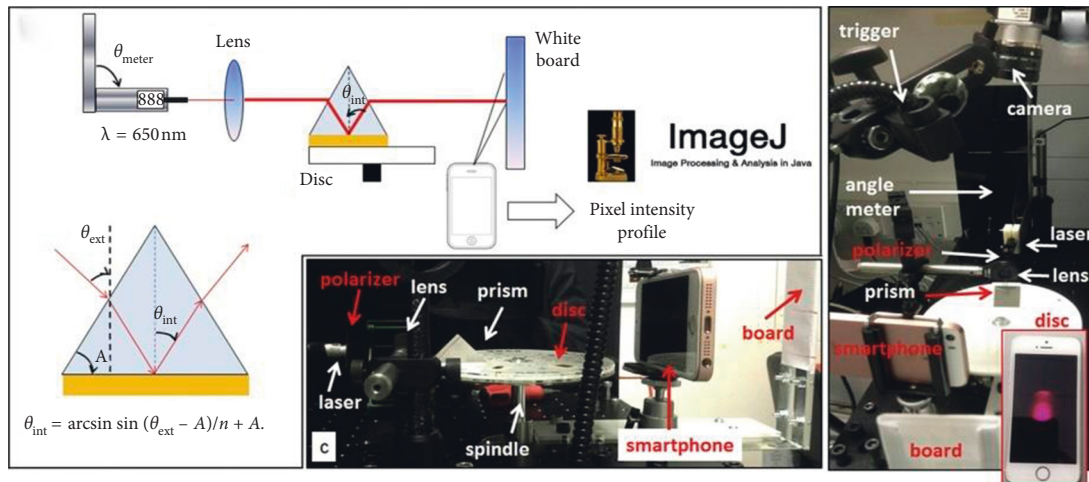 θmeter
888
λ = 650 nm
Lens
θint
Disc
White
board
ImageJ
Image Processing & Analysis in Java
Pixel intensity
profile
θext
θint
A
θint = arcsin sin (θext – A)/n + A.
polarizer
lens
prism
disc
board
laser
spindle
smartphone
c
trigger
camera
angle
meter
laser
polarizer
lens
prism
disc
smartphone
board